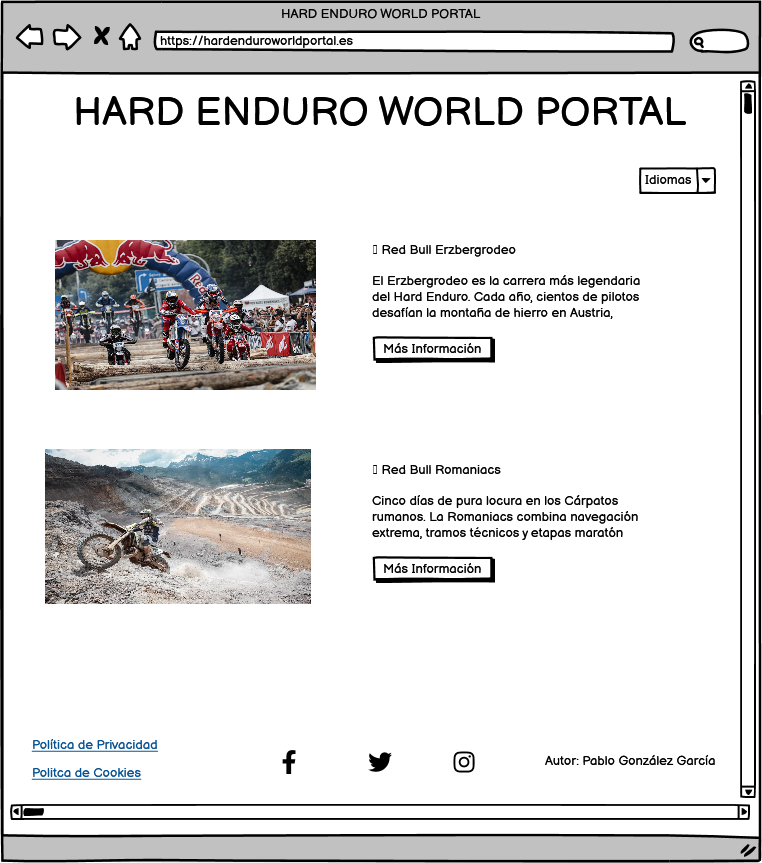 HARD ENDURO WORLD PORTAL
https://hardenduroworldportal.es
HARD ENDURO WORLD PORTAL
Idiomas
Red Bull Erzbergrodeo
El Erzbergrodeo es la carrera más legendaria
del Hard Enduro. Cada año, cientos de pilotos
desafían la montaña de hierro en Austria,
Más Información
Red Bull Romaniacs
Cinco días de pura locura en los Cárpatos
rumanos. La Romaniacs combina navegación
extrema, tramos técnicos y etapas maratón
Más Información
Política de Privacidad
Politca de Cookies
Autor: Pablo González García